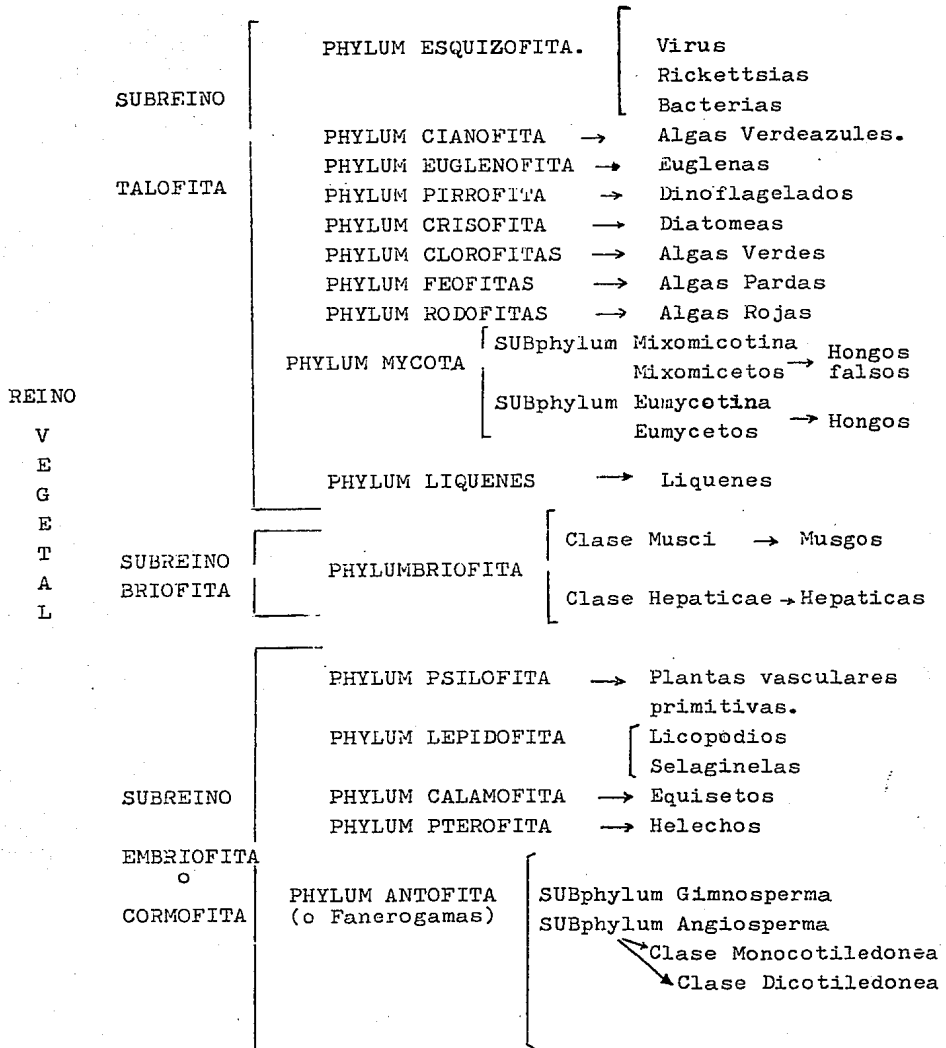 REINO
V
E
G
E
T
A
L
SUBREINO
TALOFITA
PHYLUM ESQUIZOFITA.
Virus
Rickettsias
Bacterias
PHYLUM CIANOFITA → Algas Verdeazules.
PHYLUM EUGLENOFITA → Euglenas
PHYLUM PIRROFITA → Dinoflagelados
PHYLUM CRISOFITA → Diatomeas
PHYLUM CLOROFITAS → Algas Verdes
PHYLUM FEOFITAS → Algas Pardas
PHYLUM RODOFITAS → Algas Rojas
PHYLUM MYCOTA
SUBphylum Mixomicotina
Mixomicetos → Hongos
falsos
SUBphylum Eumycotina
Eumycetos → Hongos
PHYLUM LIQUENES → Liquenes
SUBREINO
BRIOFITA
PHYLUMBRIOFITA
Clase Musci → Musgos
Clase Hepaticae → Hepaticas
SUBREINO
EMBRIOFITA
o
CORMOFITA
PHYLUM PSILOFITA → Plantas vasculares
primitivas.
PHYLUM LEPIDOFITA
Licopodios
Selaginelas
PHYLUM CALAMOFITA → Equisetos
PHYLUM PTEROFITA → Helechos
PHYLUM ANTOFITA
(o Fanerogamas)
SUBphylum Gimnosperma
SUBphylum Angiosperma
Clase Monocotiledonea
Clase Dicotiledonea